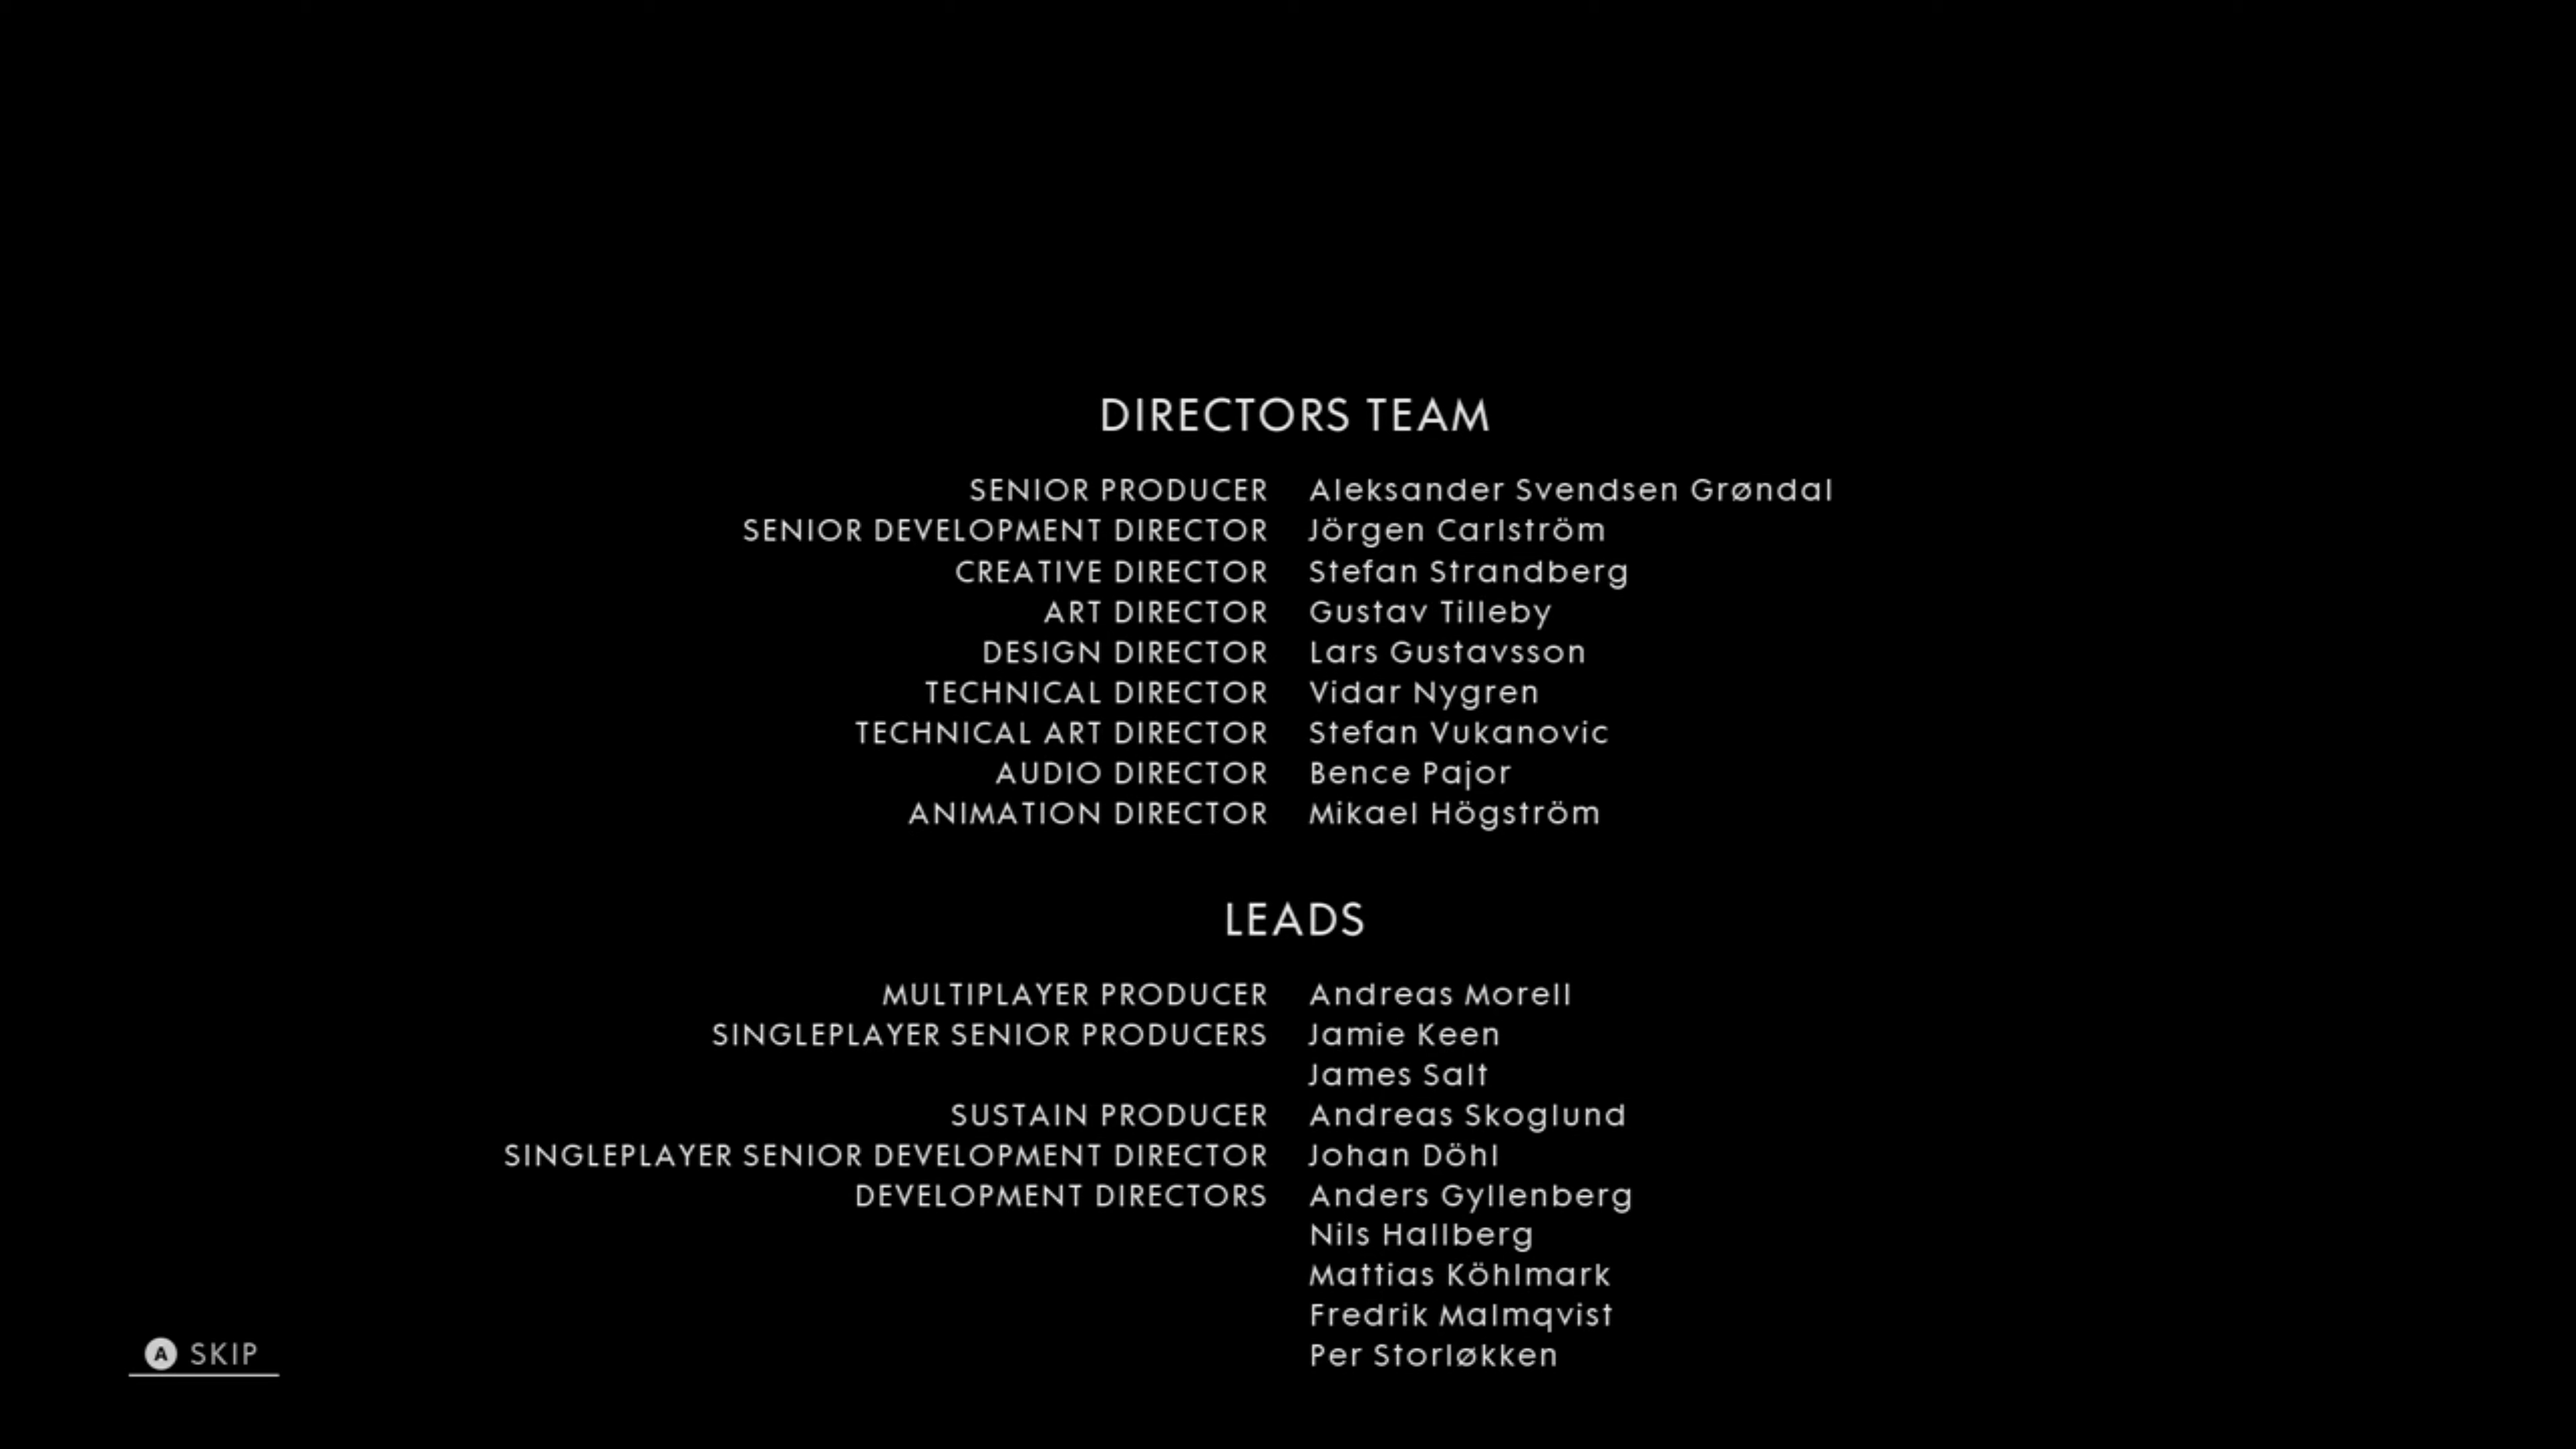 DIRECTORS TEAM
SENIOR PRODUCER Aleksander Svendsen Grøndal
SENIOR DEVELOPMENT DIRECTOR Jörgen Carlström
CREATIVE DIRECTOR Stefan Strandberg
ART DIRECTOR Gustav Tilleby
DESIGN DIRECTOR Lars Gustavsson
TECHNICAL DIRECTOR Vidar Nygren
TECHNICAL ART DIRECTOR Stefan Vukanovic
AUDIO DIRECTOR Bence Pajor
ANIMATION DIRECTOR Mikael Högström
LEADS
MULTIPLAYER PRODUCER Andreas Morell
SINGLEPLAYER SENIOR PRODUCERS Jamie Keen
James Salt
SUSTAIN PRODUCER Andreas Skoglund
SINGLEPLAYER SENIOR DEVELOPMENT DIRECTOR Johan Döhl
DEVELOPMENT DIRECTORS Anders Gyllenberg
Nils Hallberg
Mattias Köhlmark
Fredrik Malmqvist
Per Storløkken
A SKIP